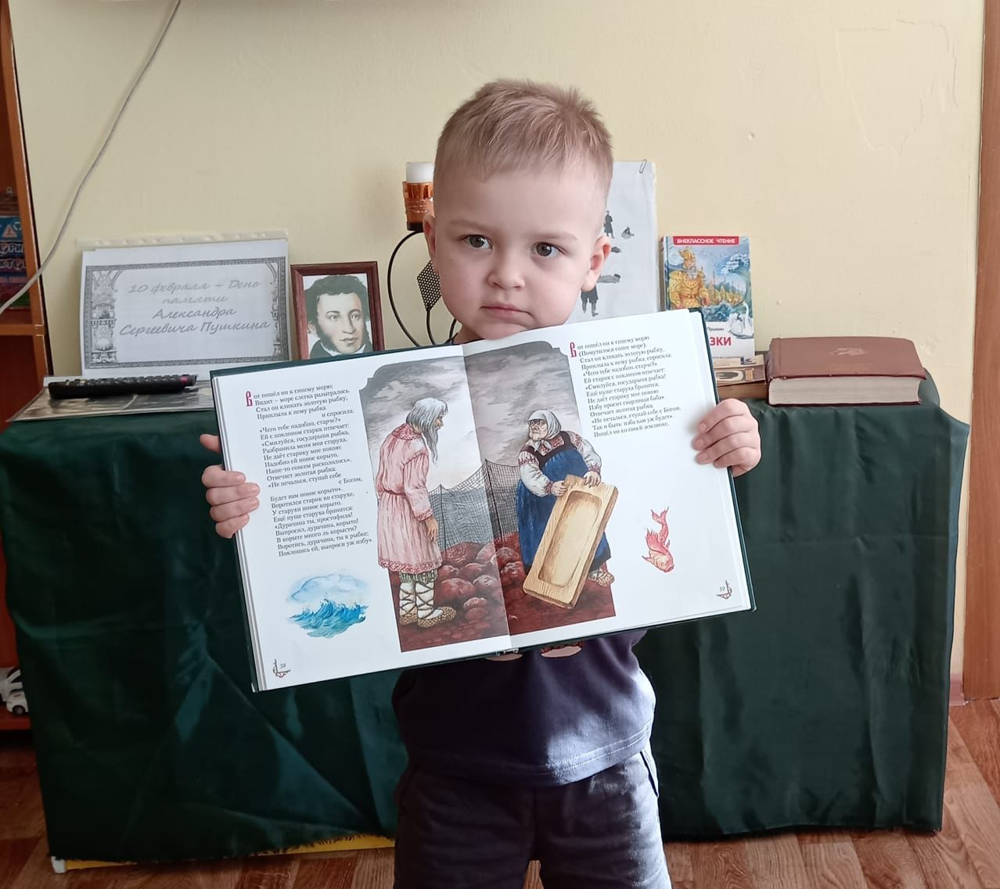 10 февраля – День
памяти
Александра
Сергеевича Пушкина
ВНЕКЛАССНОЕ ЧТЕНИЕ
Пушкин
ЗКИ
Вот пошёл он к синему морю;
Видит – море слегка разыгралось.
Стал он кликать золотую рыбку,
Приплыла к нему рыбка
и спросила:
«Чего тебе надобно, старче?»
Ей с поклоном старик отвечает:
«Смилуйся, государыня рыбка,
Разбранила меня моя старуха,
Не даёт старику мне покою:
Надобно ей новое корыто,
Наше-то совсем раскололось».
Отвечает золотая рыбка:
«Не печалься, ступай себе
с Богом,
Будет вам новое корыто».
Воротился старик ко старухе,
У старухи новое корыто.
Ещё пуще старуха бранится:
«Дурачина ты, простофиля!
Выпросил, дурачина, корыто!
В корыте много ль корысти?
Воротись, дурачина, ты к рыбке;
Поклонись ей, выпроси уж избу».
58
Вот пошёл он к синему морю
(Помутилося синее море).
Стал он кликать золотую рыбку,
Приплыла к нему рыбка, спросила:
«Чего тебе надобно, старче?»
Ей старик с поклоном отвечает:
«Смилуйся, государыня рыбка!
Ещё пуще старуха бранится,
Не даёт старику мне покою:
Избу просит сварливая баба».
Отвечает золотая рыбка:
«Не печалься, ступай себе с Богом,
Так и быть: изба вам уж будет».
Пошёл он ко своей землянке,
59